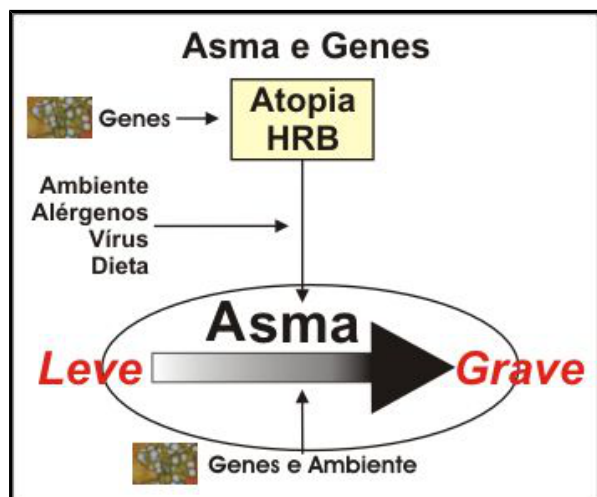 Asma e Genes
Genes
Atopia
HRB
Ambiente
Alérgenos
Vírus
Dieta
Asma
Leve
Grave
Genes e Ambiente